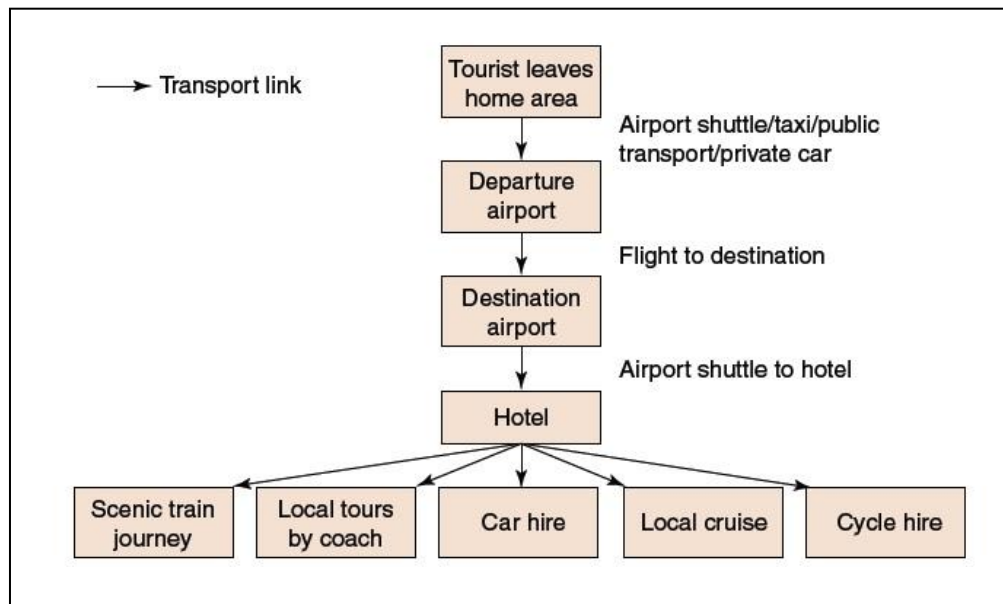 Transport link
Tourist leaves
home area
Airport shuttle/taxi/public
transport/private car
Departure
airport
Flight to destination
Destination
airport
Airport shuttle to hotel
Hotel
Scenic train
journey
Local tours
by coach
Car hire
Local cruise
Cycle hire